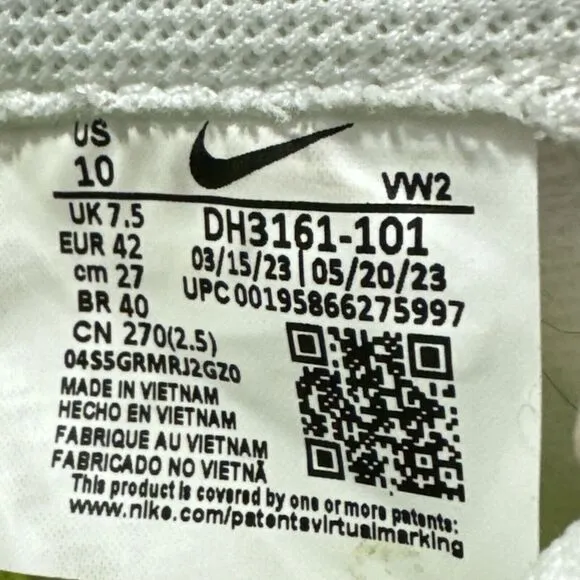 US
10
VW2
UK 7.5
EUR 42
cm 27
BR 40
CN 270(2.5)
DH3161-101
03/15/23 | 05/20/23
UPC 00195866275997
04S5GRMRJ2GZ0
MADE IN VIETNAM
HECHO EN VIETNAM
FABRIQUE AU VIETNAM
FABRICADO NO VIETNÃ
This product is covered by one or more patents:
www.nike.com/patentsvirtualmarking